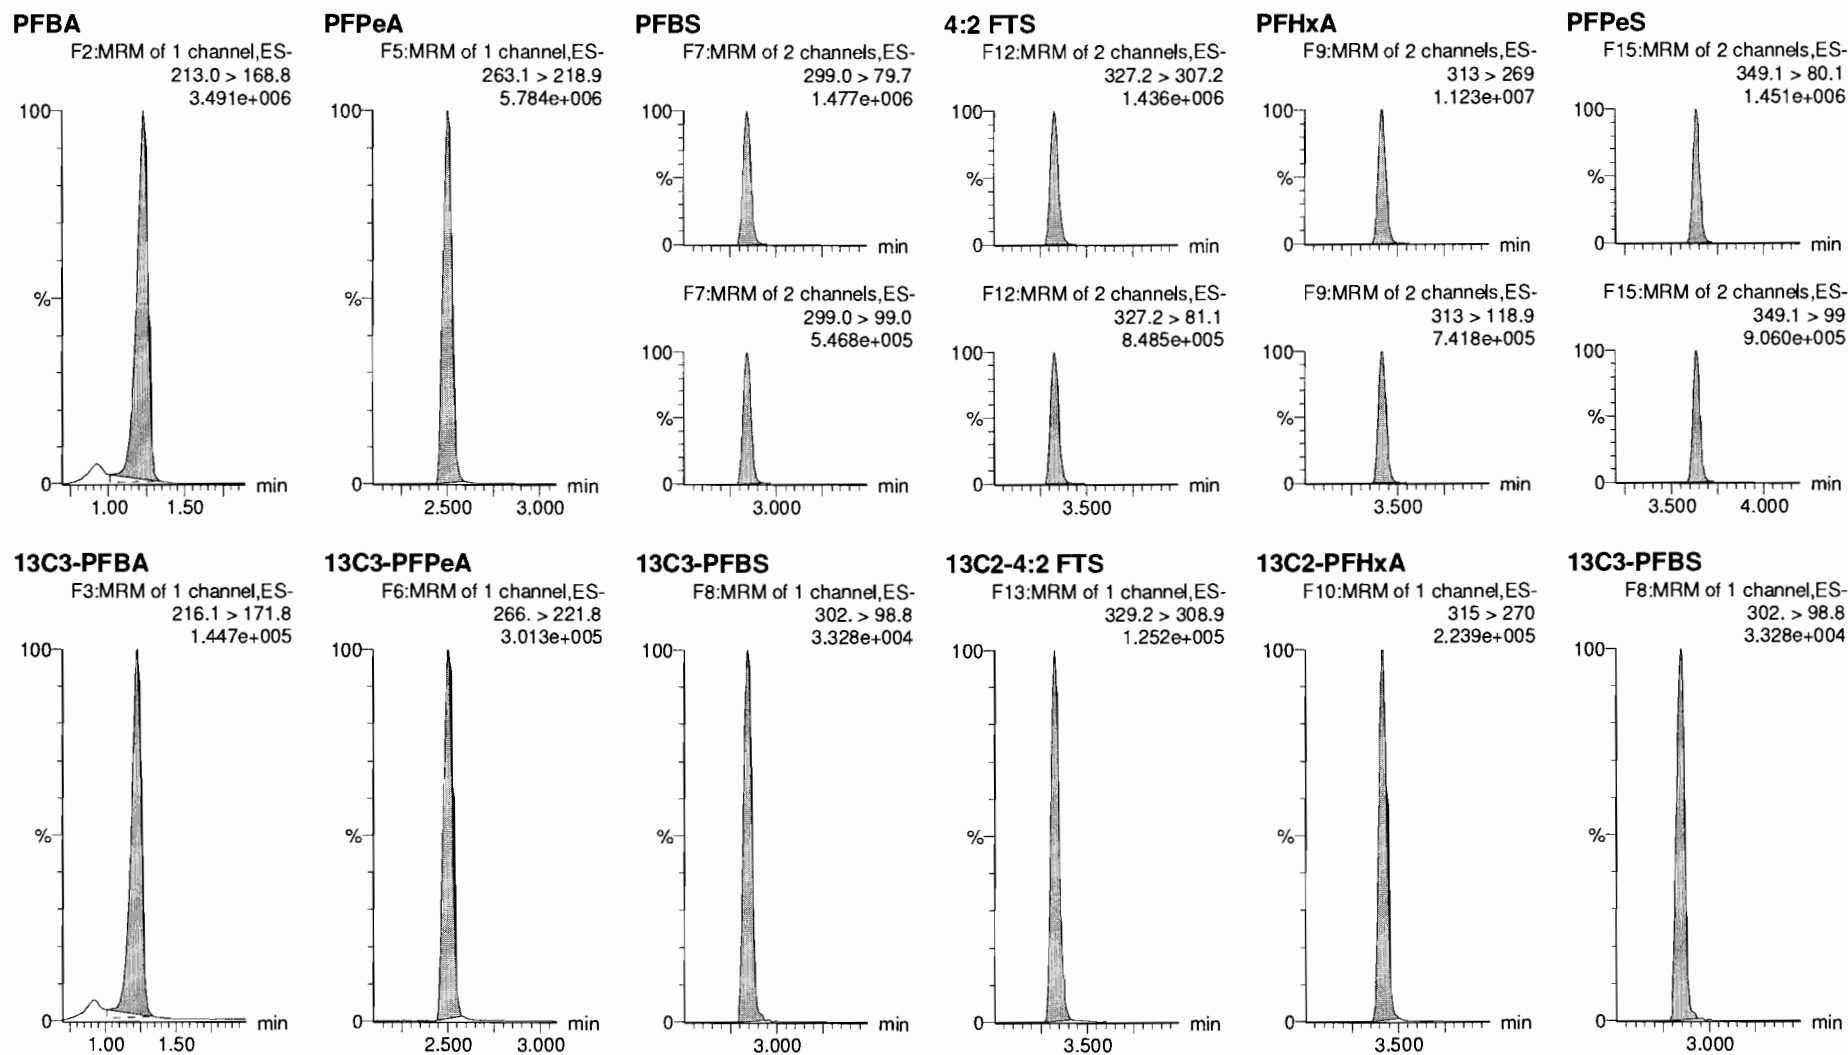 PFBA
F2:MRM of 1 channel,ES-
213.0 > 168.8
3.491e+006
100
%
0
min
1.00 1.50
PFPeA
F5:MRM of 1 channel,ES-
263.1 > 218.9
5.784e+006
100
%
0
min
2.500 3.000
PFBS
F7:MRM of 2 channels,ES-
299.0 > 79.7
1.477e+006
100
%
0
min
F7:MRM of 2 channels,ES-
299.0 > 99.0
5.468e+005
100
%
0
min
3.000
4:2 FTS
F12:MRM of 2 channels,ES-
327.2 > 307.2
1.436e+006
100
%
0
min
F12:MRM of 2 channels,ES-
327.2 > 81.1
8.485e+005
100
%
0
min
3.500
PFHxA
F9:MRM of 2 channels,ES-
313 > 269
1.123e+007
100
%
0
min
F9:MRM of 2 channels,ES-
313 > 118.9
7.418e+005
100
%
0
min
3.500
PFPeS
F15:MRM of 2 channels,ES-
349.1 > 80.1
1.451e+006
100
%
0
min
F15:MRM of 2 channels,ES-
349.1 > 99
9.060e+005
100
%
0
min
3.500 4.000
13C3-PFBA
F3:MRM of 1 channel,ES-
216.1 > 171.8
1.447e+005
100
%
0
min
1.00 1.50
13C3-PFPeA
F6:MRM of 1 channel,ES-
266. > 221.8
3.013e+005
100
%
0
min
2.500 3.000
13C3-PFBS
F8:MRM of 1 channel,ES-
302. > 98.8
3.328e+004
100
%
0
min
3.000
13C2-4:2 FTS
F13:MRM of 1 channel,ES-
329.2 > 308.9
1.252e+005
100
%
0
min
3.500
13C2-PFHxA
F10:MRM of 1 channel,ES-
315 > 270
2.239e+005
100
%
0
min
3.500
13C3-PFBS
F8:MRM of 1 channel,ES-
302. > 98.8
3.328e+004
100
%
0
min
3.000